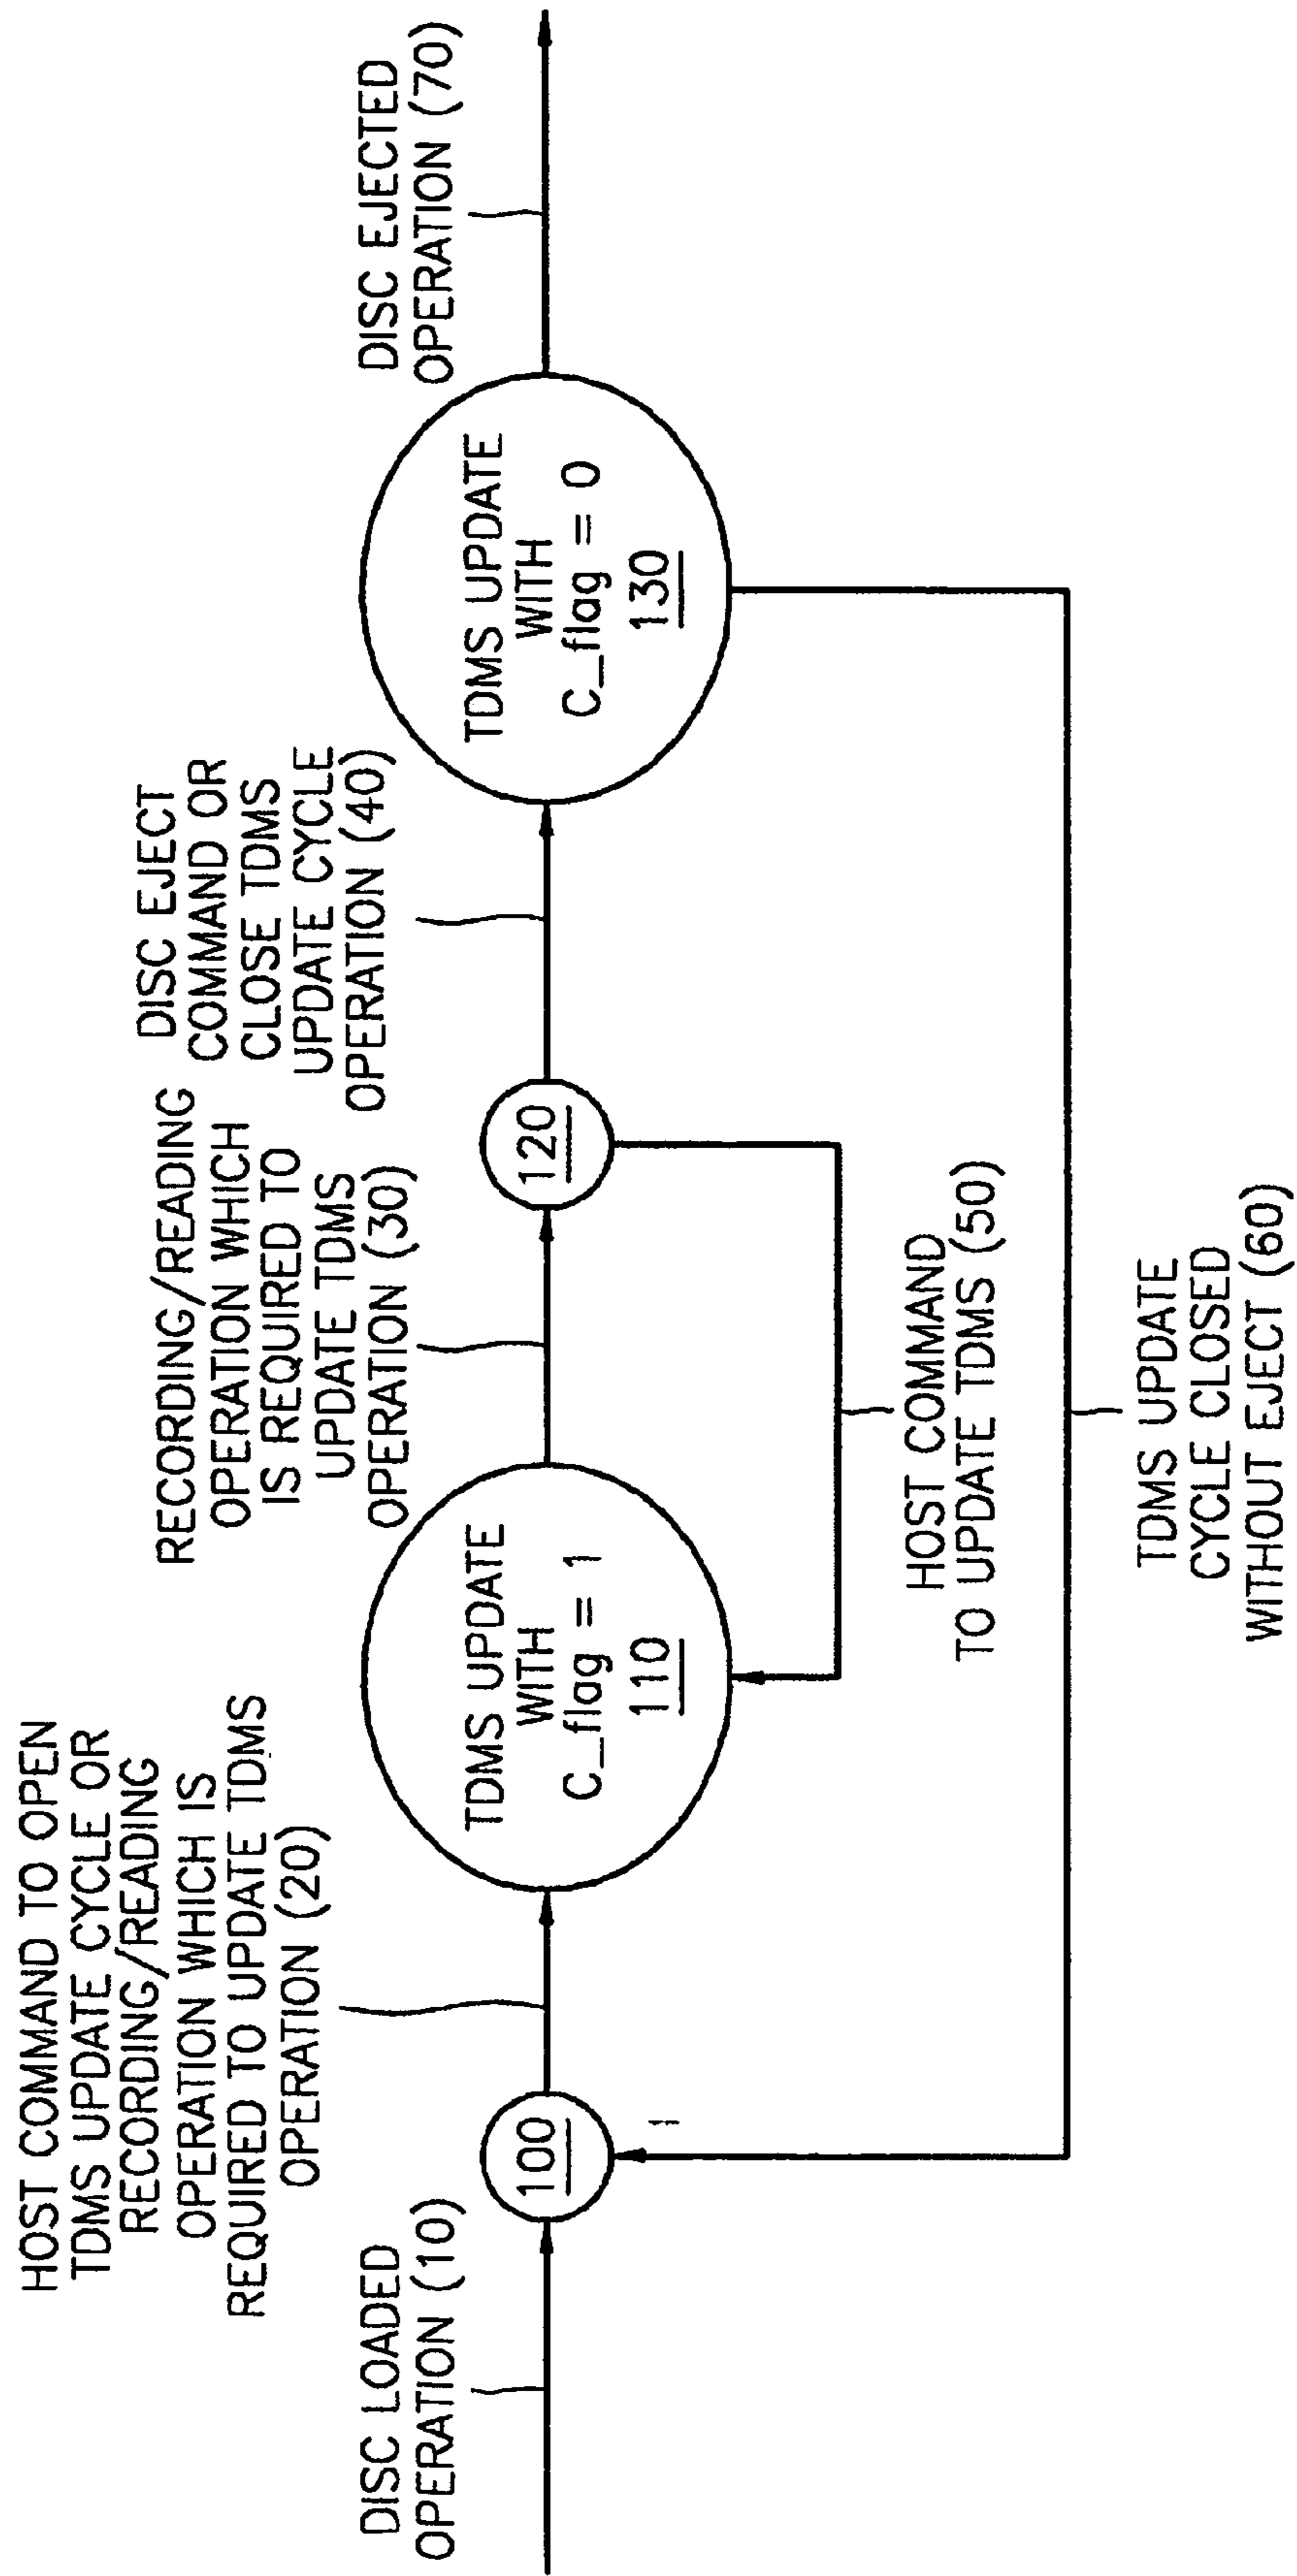 HOST COMMAND TO OPEN
TDMS UPDATE CYCLE OR
RECORDING/READING
OPERATION WHICH IS
REQUIRED TO UPDATE TDMS
OPERATION (20)
DISC LOADED
OPERATION (10)
100
TDMS UPDATE
WITH
C_flag = 1
110
RECORDING/READING
OPERATION WHICH
IS REQUIRED TO
UPDATE TDMS
OPERATION (30)
120
DISC EJECT
COMMAND OR
CLOSE TDMS
UPDATE CYCLE
OPERATION (40)
TDMS UPDATE
WITH
C_flag = 0
130
DISC EJECTED
OPERATION (70)
HOST COMMAND
TO UPDATE TDMS (50)
TDMS UPDATE
CYCLE CLOSED
WITHOUT EJECT (60)